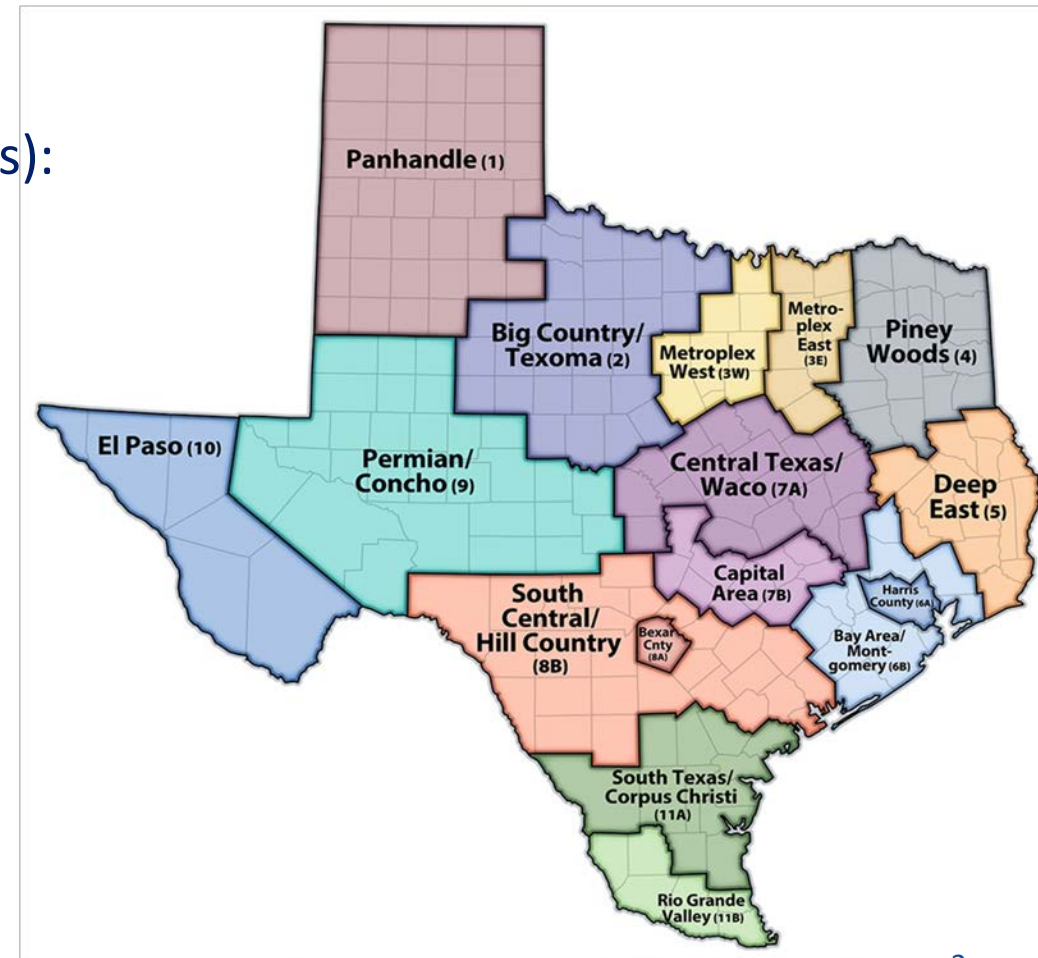 s):
Panhandle (1)
Big Country/
Texoma (2)
Metroplex
West (3W)
Metro-
plex
East
(3E)
Piney
Woods (4)
El Paso (10)
Permian/
Concho (9)
Central Texas/
Waco (7A)
Deep
East (5)
Capital
Area (7B)
Harris
County (6A)
South
Central/
Hill Country
(8B)
Bexar
Cnty
(8A)
Bay Area/
Mont-
gomery (6B)
South Texas/
Corpus Christi
(11A)
Rio Grande
Valley (11B)